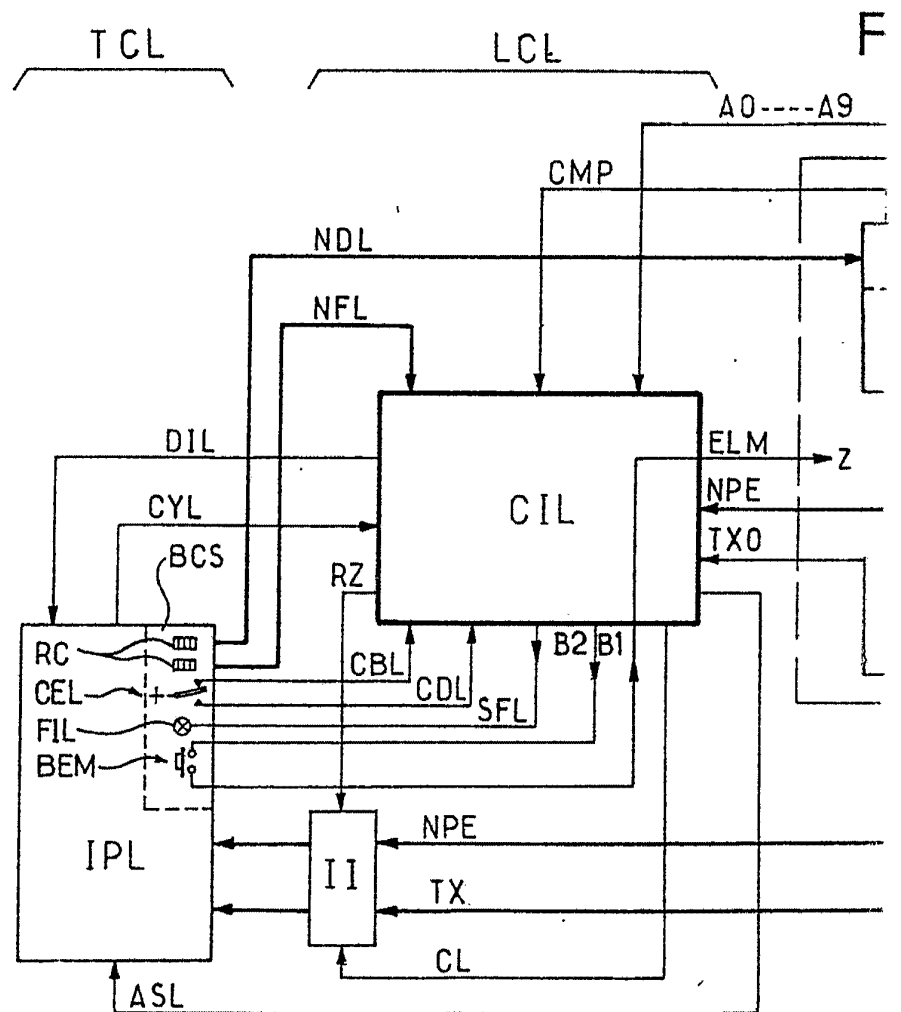 F
TCL LCL
A0----A9
CMP
NDL
NFL
DIL ELM Z
CYL CIL NPE
BCS TX0
RZ
RC B2 B1
CEL CBL
CDL
FIL SFL
BEM
NPE
IPL II
TX
CL
ASL